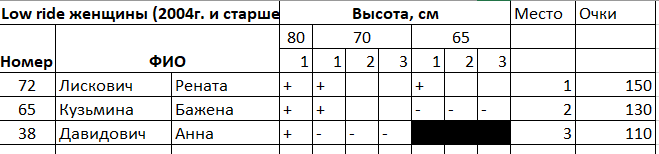 Low ride женщины (2004г. и старше Высота, см Место Очки
80 70 65
Номер ФИО 1 1 2 3 1 2 3
72 Лискович Рената + + + 1 150
65 Кузьмина Бажена + + - - - 2 130
38 Давидович Анна + - - - 3 110